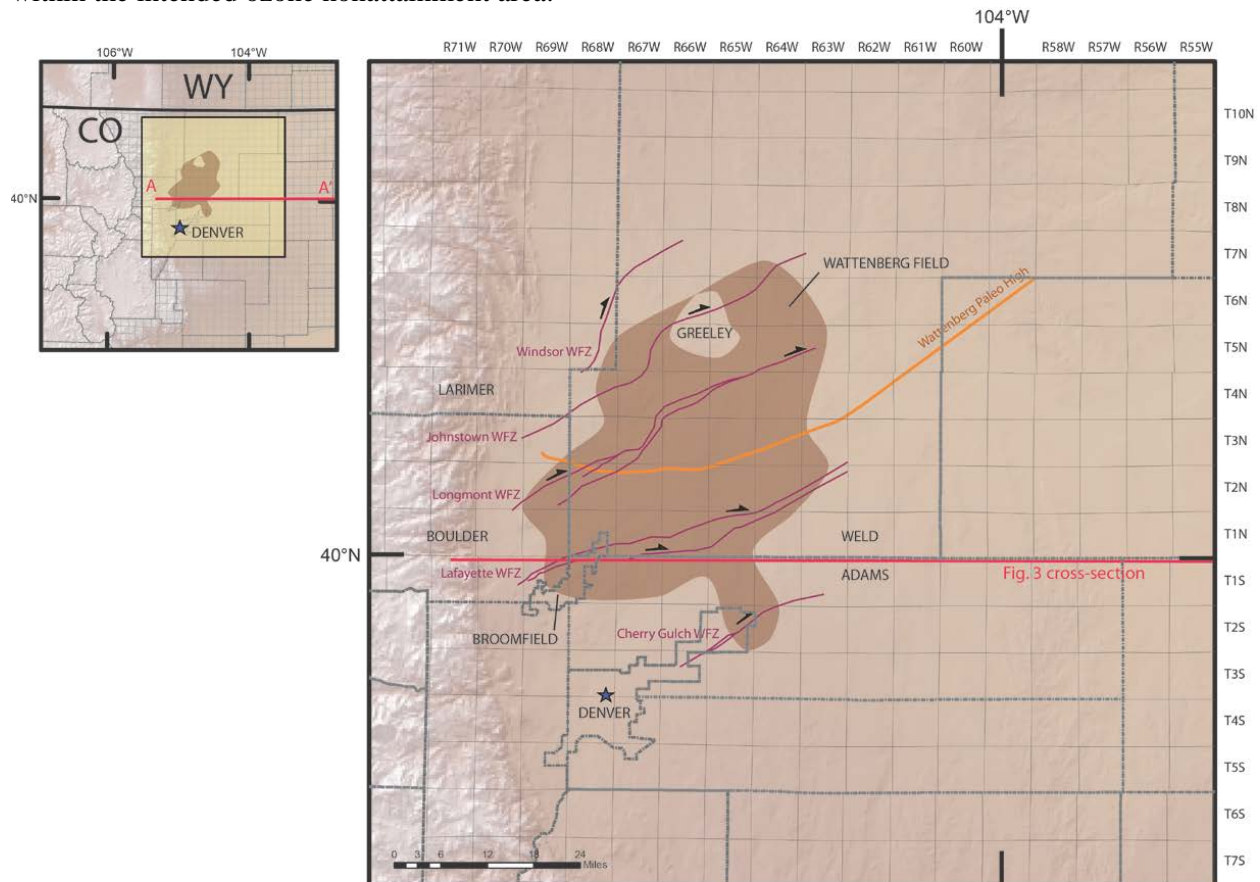 within the intended ozone nonattainment area.
104°W
R71W R70W R69W R68W R67W R66W R65W R64W R63W R62W R61W R60W R58W R57W R56W R55W
106°W 104°W
WY
CO
40°N
A A'
DENVER
T10N
T9N
T8N
T7N
T6N
T5N
T4N
T3N
T2N
T1N
T1S
T2S
T3S
T4S
T5S
T6S
T7S
WATTENBERG FIELD
Wattenberg Paleo High
GREELEY
Windsor WFZ
LARIMER
Johnstown WFZ
Longmont WFZ
BOULDER
WELD
40°N
Lafayette WFZ
ADAMS
Fig. 3 cross-section
BROOMFIELD
Cherry Gulch WFZ
DENVER
0 3 6 12 18 24
Miles